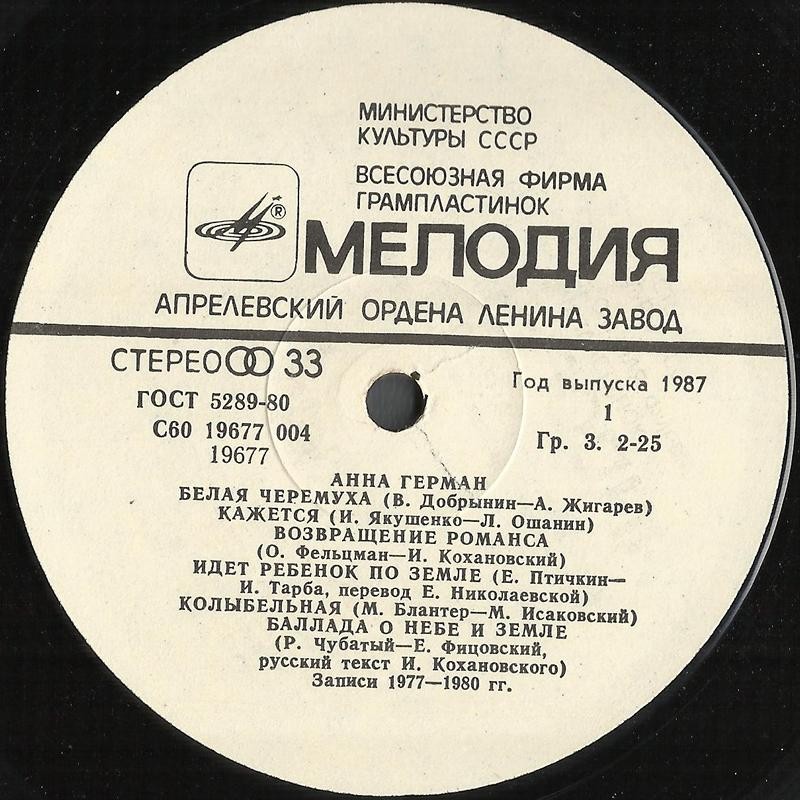 МИНИСТЕРСТВО
КУЛЬТУРЫ СССР
ВСЕСОЮЗНАЯ ФИРМА
ГРАМПЛАСТИНОК
®
МЕЛОДИЯ
АПРЕЛЕВСКИЙ ОРДЕНА ЛЕНИНА ЗАВОД
СТЕРЕО 33
ГОСТ 5289-80
С60 19677 004
19677
Год выпуска 1987
1
Гр. 3. 2-25
АННА ГЕРМАН
БЕЛАЯ ЧЕРЕМУХА (В. Добрынин—А. Жигарев)
КАЖЕТСЯ (И. Якушенко—Л. Ошанин)
ВОЗВРАЩЕНИЕ РОМАНСА
(О. Фельцман—И. Кохановский)
ИДЕТ РЕБЕНОК ПО ЗЕМЛЕ (Е. Птичкин—
И. Тарба, перевод Е. Николаевской)
КОЛЫБЕЛЬНАЯ (М. Блантер—М. Исаковский)
БАЛЛАДА О НЕБЕ И ЗЕМЛЕ
(Р. Чубатый—Е. Фицовский,
русский текст И. Кохановского)
Записи 1977—1980 гг.